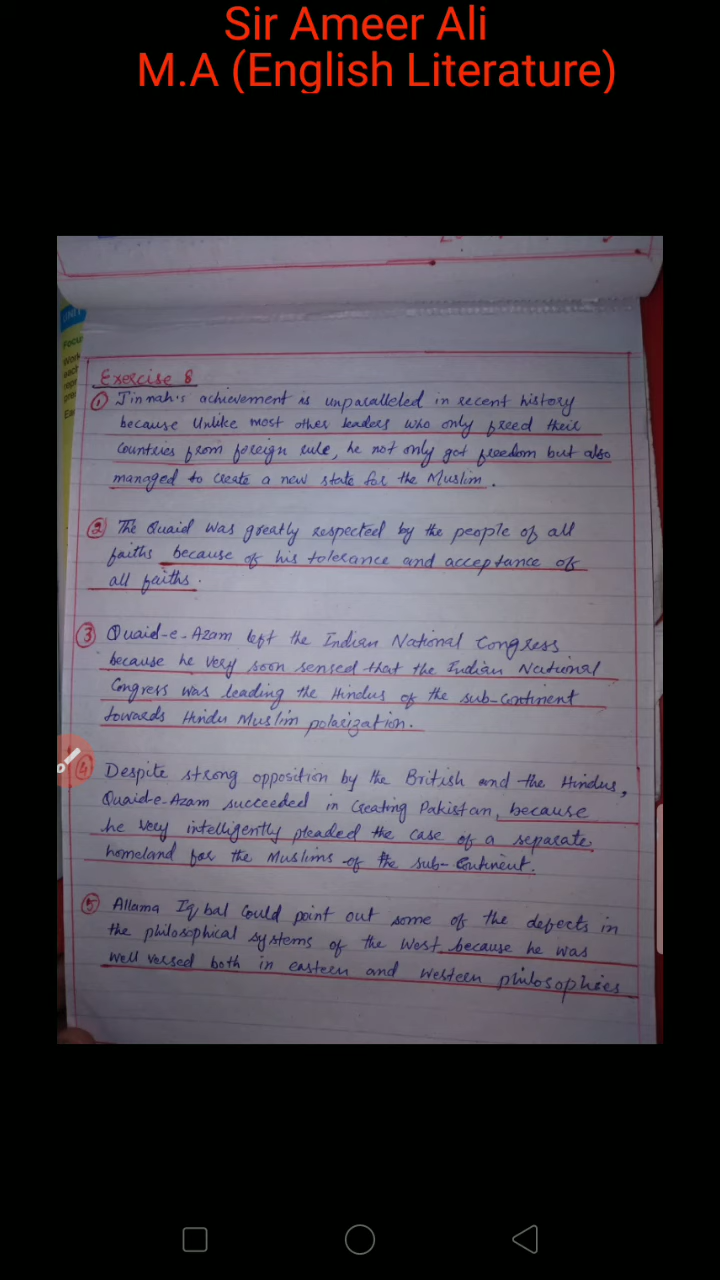 Sir Ameer Ali
M.A (English Literature)
UNIT
Exercise 8
① Jinnah's achievement is unparalleled in recent history
because Unlike most other leaders who only freed their
Countries from foreign rule, he not only got freedom but also
managed to create a new state for the Muslim.
② The Quaid was greatly respected by the people of all
faiths because of his tolerance and acceptance of
all faiths.
③ Quaid-e-Azam left the Indian National Congress
because he very soon sensed that the Indian National
Congress was leading the Hindus of the sub-Continent
towards Hindu Muslim polarization.
④ Despite strong opposition by the British and the Hindus,
Quaid-e-Azam succeeded in Creating Pakistan, because
he very intelligently pleaded the case of a separate
homeland for the Muslims of the sub-Continent.
⑤ Allama Iqbal Could point out some of the defects in
the philosophical systems of the West because he was
well versed both in eastern and western philosophies